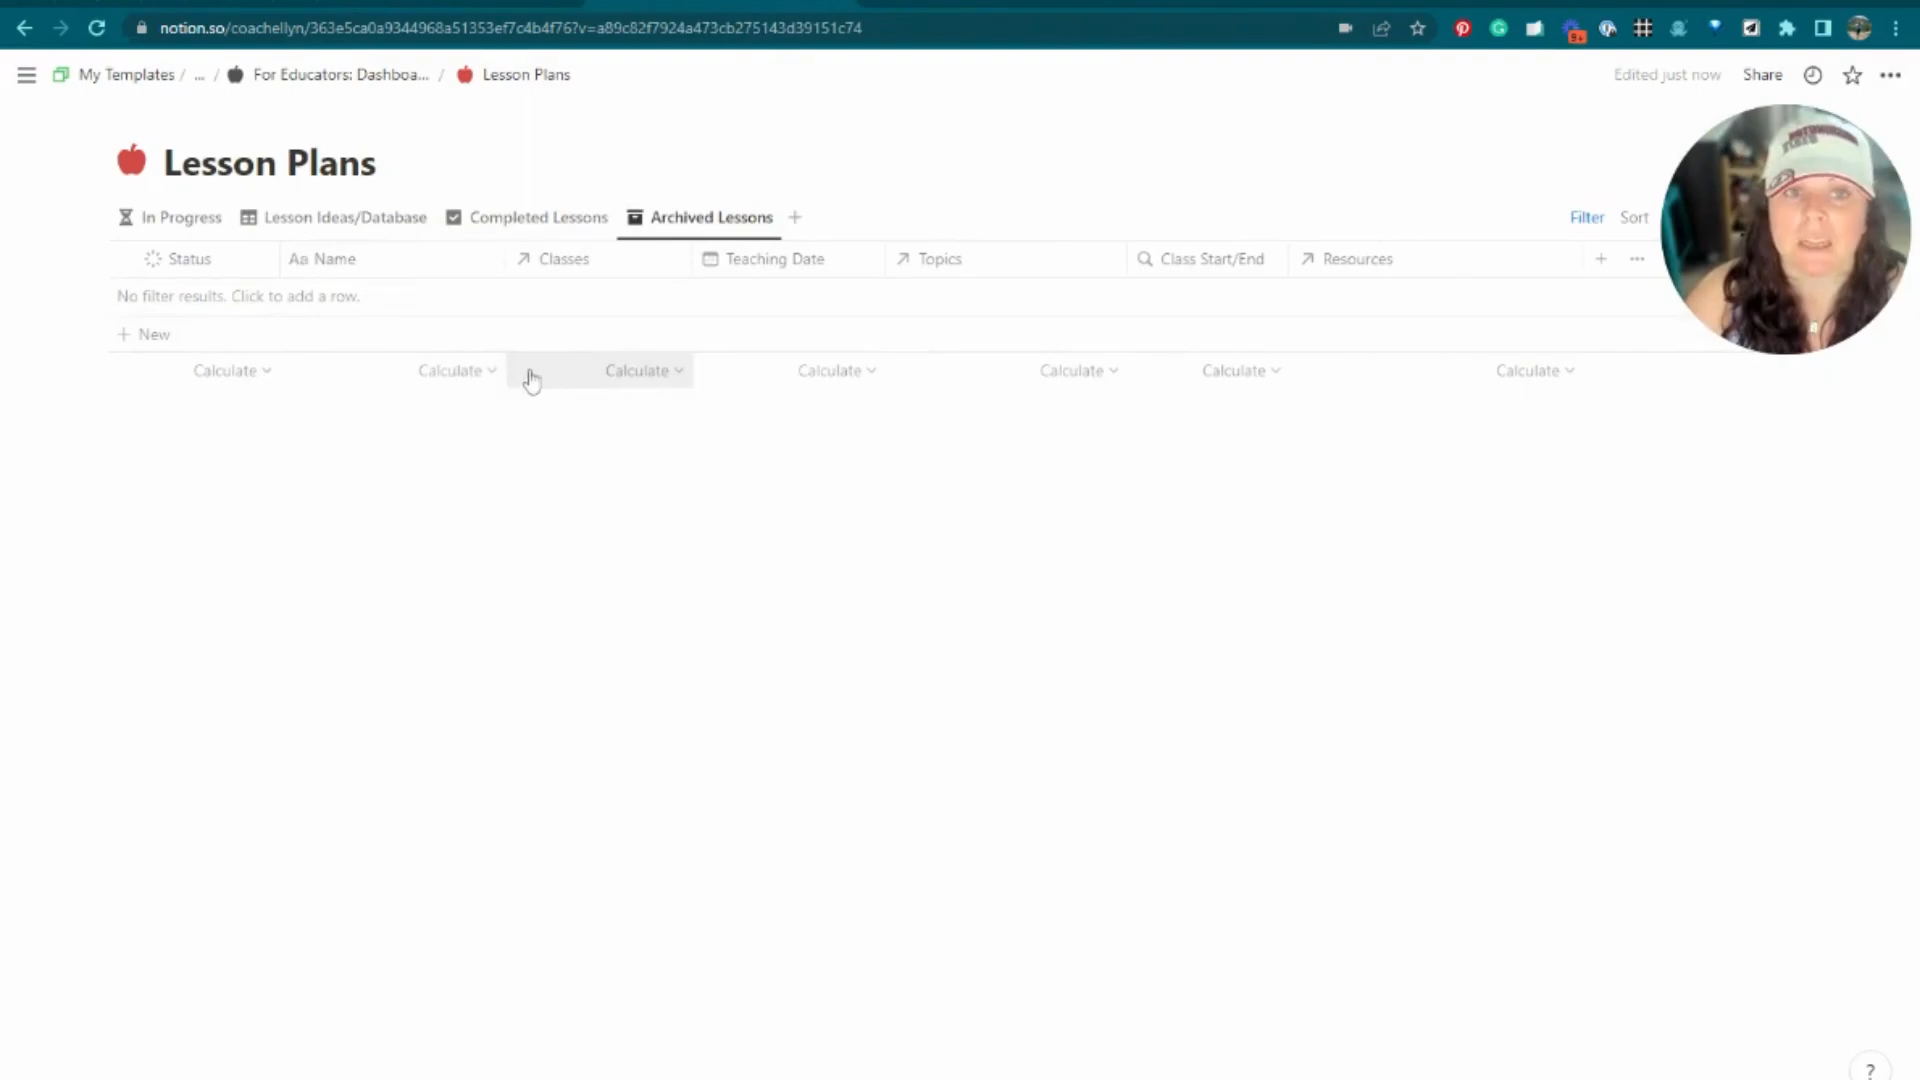 notion.so/coachellyn/363e5ca0a9344968a51353ef7c4b4f76?v=a89c82f7924a473cb275143d39151c74
9+
My Templates / ... / For Educators: Dashboa... / Lesson Plans
Edited just now Share
Lesson Plans
In Progress Lesson Ideas/Database Completed Lessons Archived Lessons +
Filter Sort
Status Aa Name Classes Teaching Date Topics Class Start/End Resources + ...
No filter results. Click to add a row.
+ New
Calculate Calculate Calculate Calculate Calculate Calculate Calculate
?